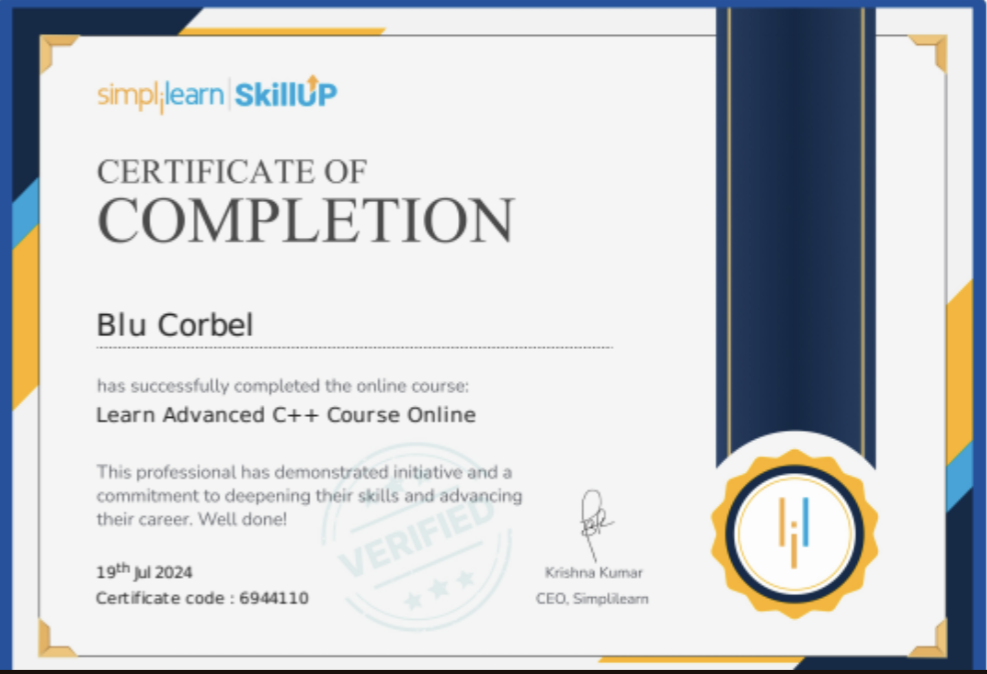 simplilearn | SkillUP
CERTIFICATE OF
COMPLETION
Blu Corbel
has successfully completed the online course:
Learn Advanced C++ Course Online
This professional has demonstrated initiative and a
commitment to deepening their skills and advancing
their career. Well done!
VERIFIED
19th Jul 2024
Certificate code : 6944110
Krishna Kumar
CEO, Simplilearn